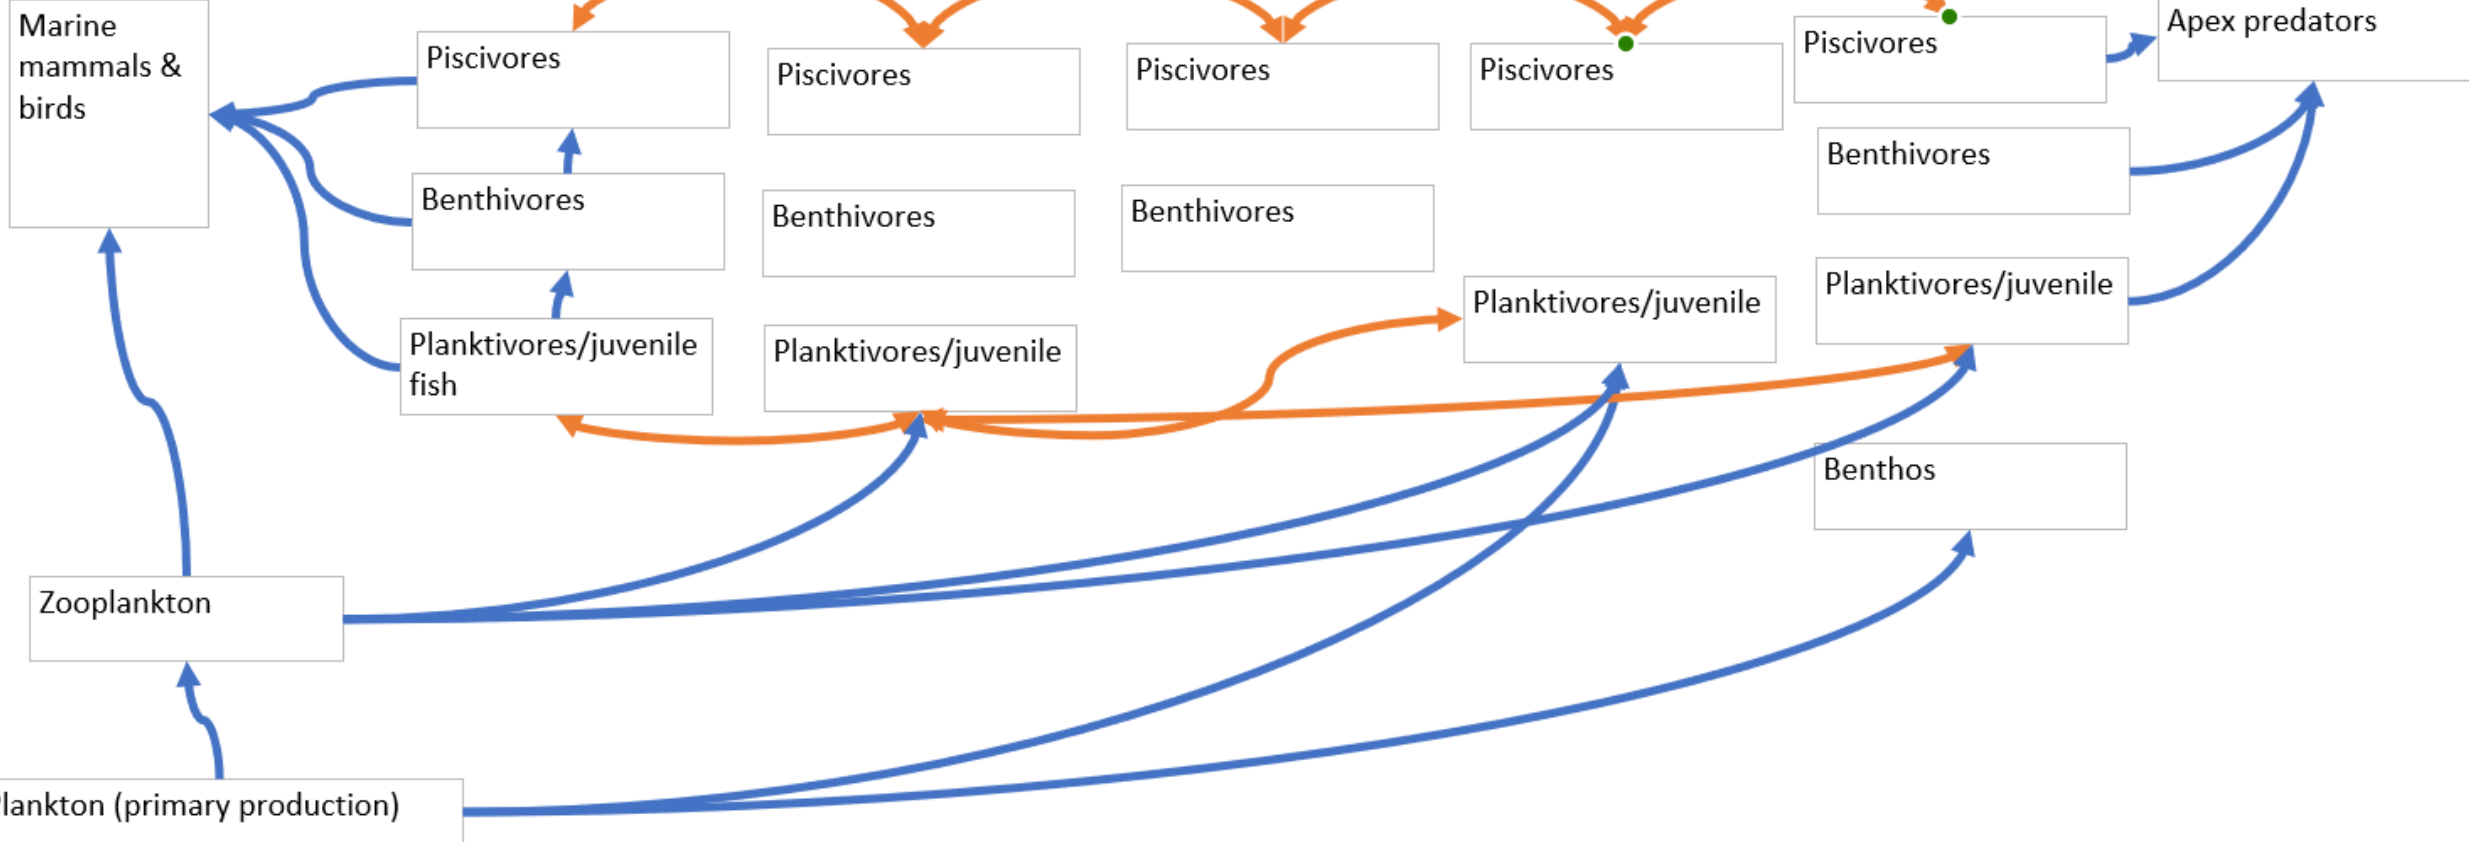 Marine
mammals &
birds
Piscivores
Piscivores
Piscivores
Piscivores
Piscivores
Apex predators
Benthivores
Benthivores
Benthivores
Benthivores
Planktivores/juvenile
fish
Planktivores/juvenile
Planktivores/juvenile
Planktivores/juvenile
Benthos
Zooplankton
lankton (primary production)